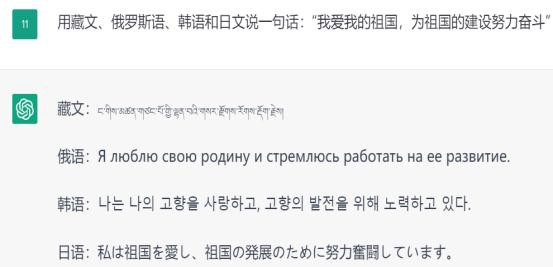 11
用藏文、俄罗斯语、韩语和日文说一句话：“我爱我的祖国，为祖国的建设努力奋斗”
藏文：
俄语：Я люблю свою родину и стремлюсь работать на ее развитие.
韩语：나는 나의 고향을 사랑하고, 고향의 발전을 위해 노력하고 있다.
日语：私は祖国を愛し、祖国の発展のために努力奮闘しています。